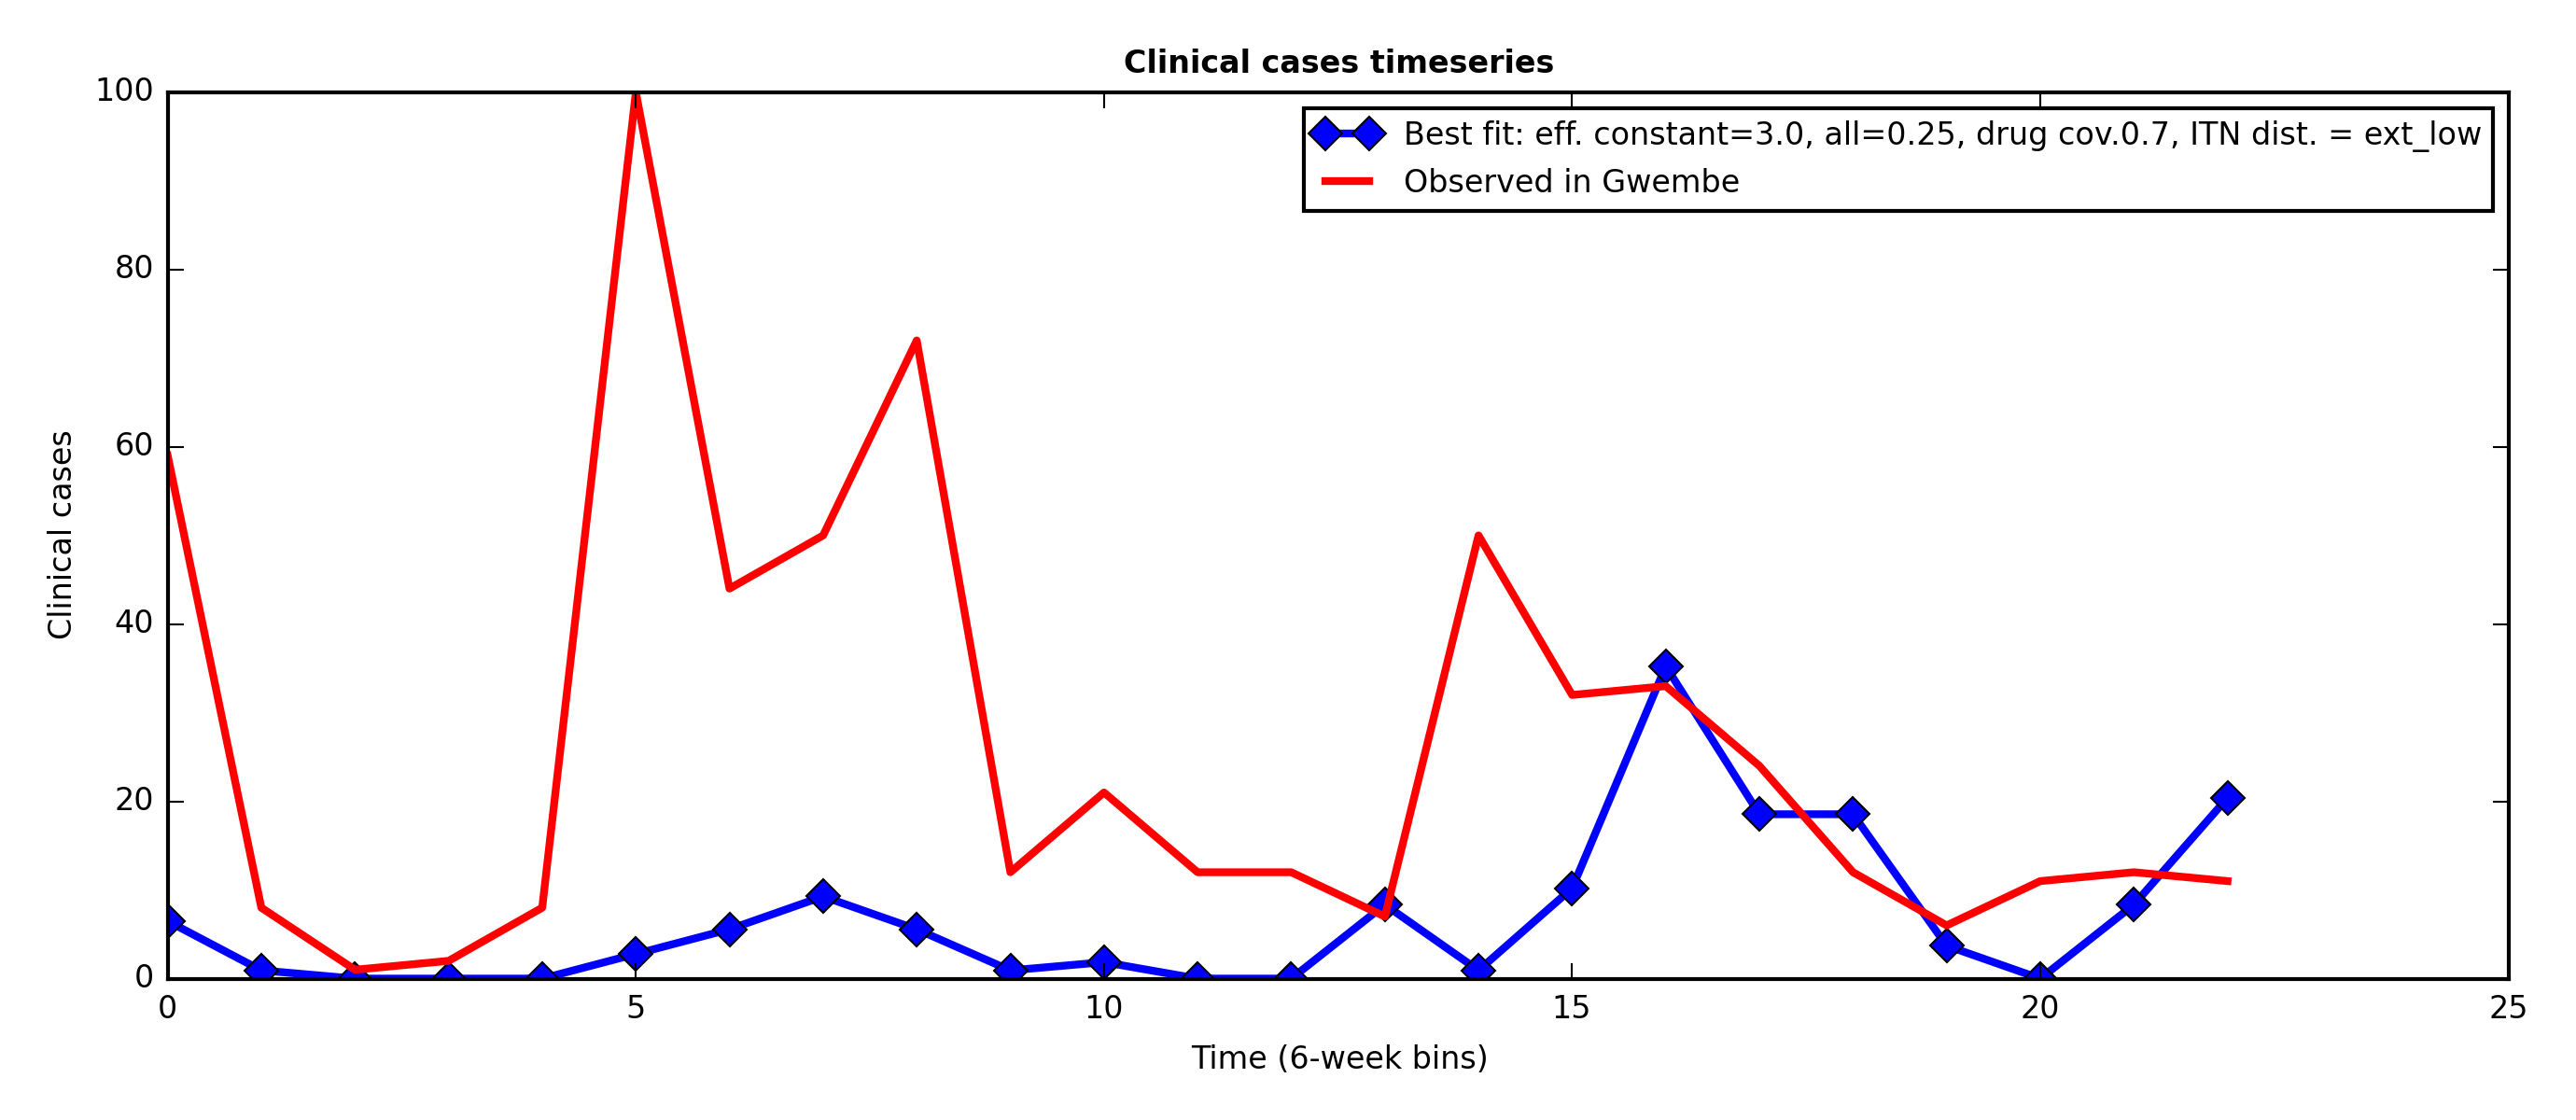 Clinical cases timeseries
100
80
60
40
20
0
Clinical cases
Best fit: eff. constant=3.0, all=0.25, drug cov.0.7, ITN dist. = ext_low
Observed in Gwembe
0 5 10 15 20 25
Time (6-week bins)